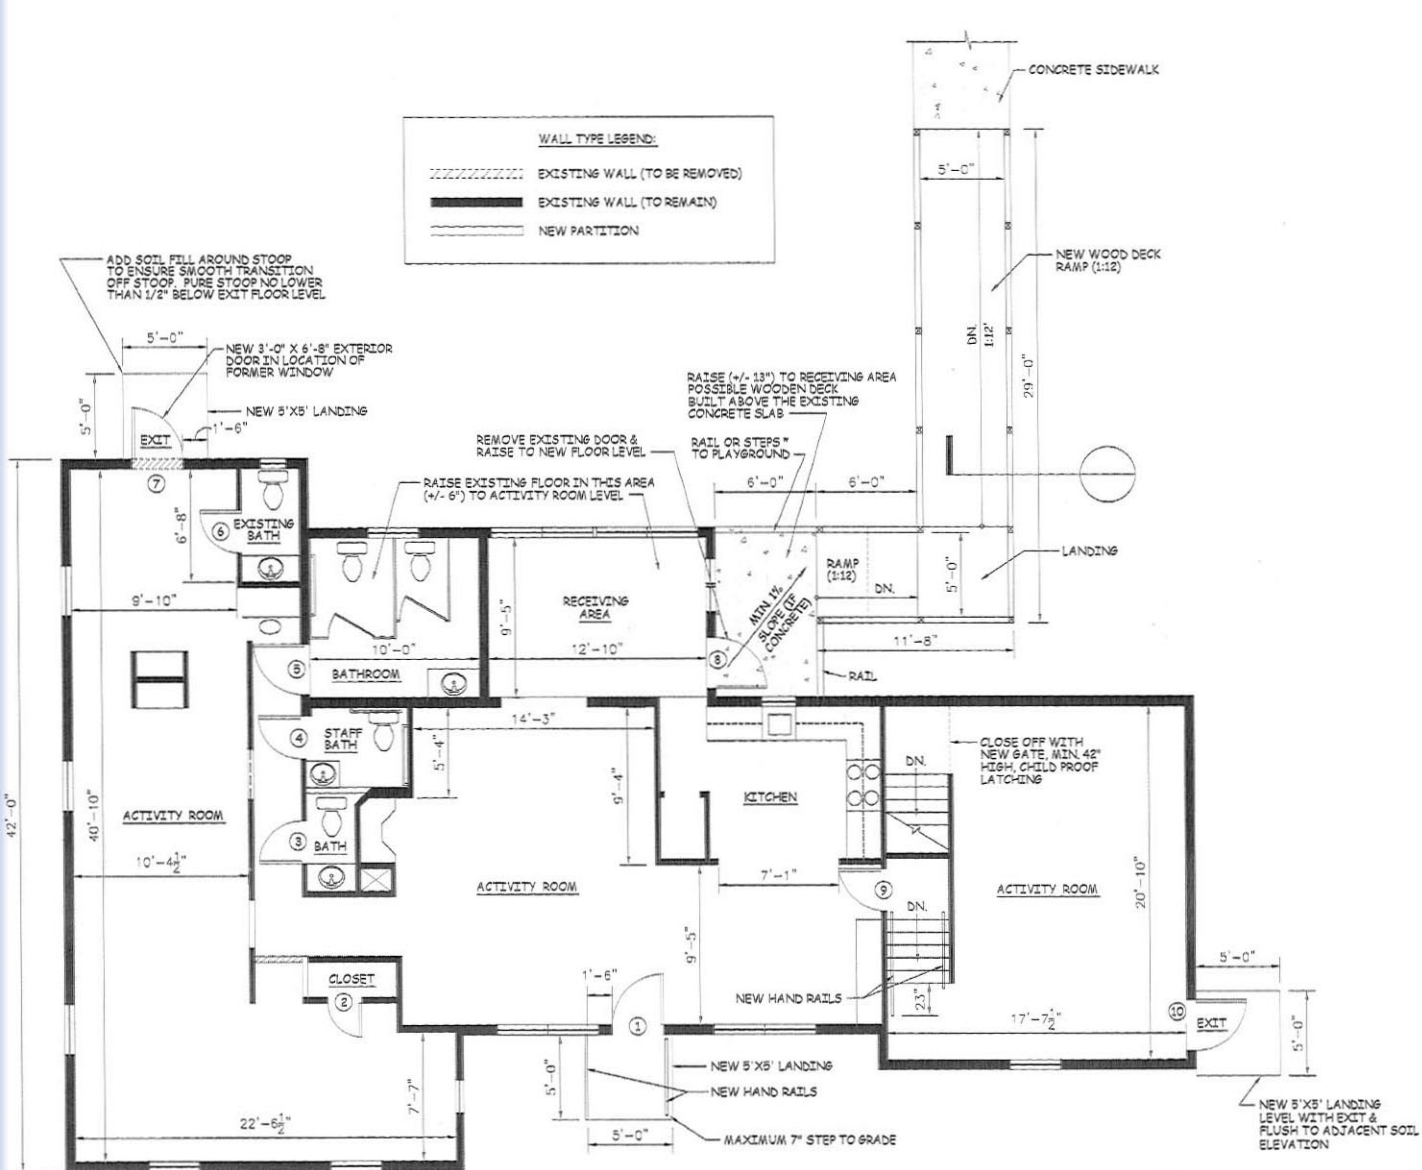 CONCRETE SIDEWALK
WALL TYPE LEGEND:
EXISTING WALL (TO BE REMOVED)
EXISTING WALL (TO REMAIN)
NEW PARTITION
5'-0"
NEW WOOD DECK
RAMP (1:12)
DN.
1:12'
29'-0"
ADD SOIL FILL AROUND STOOP
TO ENSURE SMOOTH TRANSITION
OFF STOOP. PURE STOOP NO LOWER
THAN 1/2" BELOW EXIT FLOOR LEVEL
5'-0"
NEW 3'-0" X 6'-8" EXTERIOR
DOOR IN LOCATION OF
FORMER WINDOW
5'-0"
NEW 5'X5' LANDING
EXIT
1'-6"
7
RAISE (+/- 13") TO RECEIVING AREA
POSSIBLE WOODEN DECK
BUILT ABOVE THE EXISTING
CONCRETE SLAB
REMOVE EXISTING DOOR &
RAISE TO NEW FLOOR LEVEL
RAIL OR STEPS "
TO PLAYGROUND
RAISE EXISTING FLOOR IN THIS AREA
(+/- 6") TO ACTIVITY ROOM LEVEL
6'-0"
6'-0"
6'-8"
6
EXISTING
BATH
9'-10"
RECEIVING
AREA
9'-5"
12'-10"
MIN. 1%
SLOPE (IF
CONCRETE)
RAMP
(1:12)
DN.
5'-0"
LANDING
11'-8"
RAIL
8
5
10'-0"
BATHROOM
4
STAFF
BATH
14'-3"
5'-4"
9'-4"
42'-0"
40'-10"
ACTIVITY ROOM
10'-4½"
3
BATH
KITCHEN
DN.
CLOSE OFF WITH
NEW GATE, MIN. 42"
HIGH, CHILD PROOF
LATCHING
ACTIVITY ROOM
7'-1"
9
DN.
ACTIVITY ROOM
20'-10"
9'-5"
CLOSET
2
1'-6"
1
NEW HAND RAILS
23"
17'-7½"
5'-0"
10
EXIT
5'-0"
5'-0"
NEW 5'X5' LANDING
NEW HAND RAILS
MAXIMUM 7" STEP TO GRADE
5'-0"
7'-7"
22'-6½"
NEW 5'X5' LANDING
LEVEL WITH EXIT &
FLUSH TO ADJACENT SOIL
ELEVATION